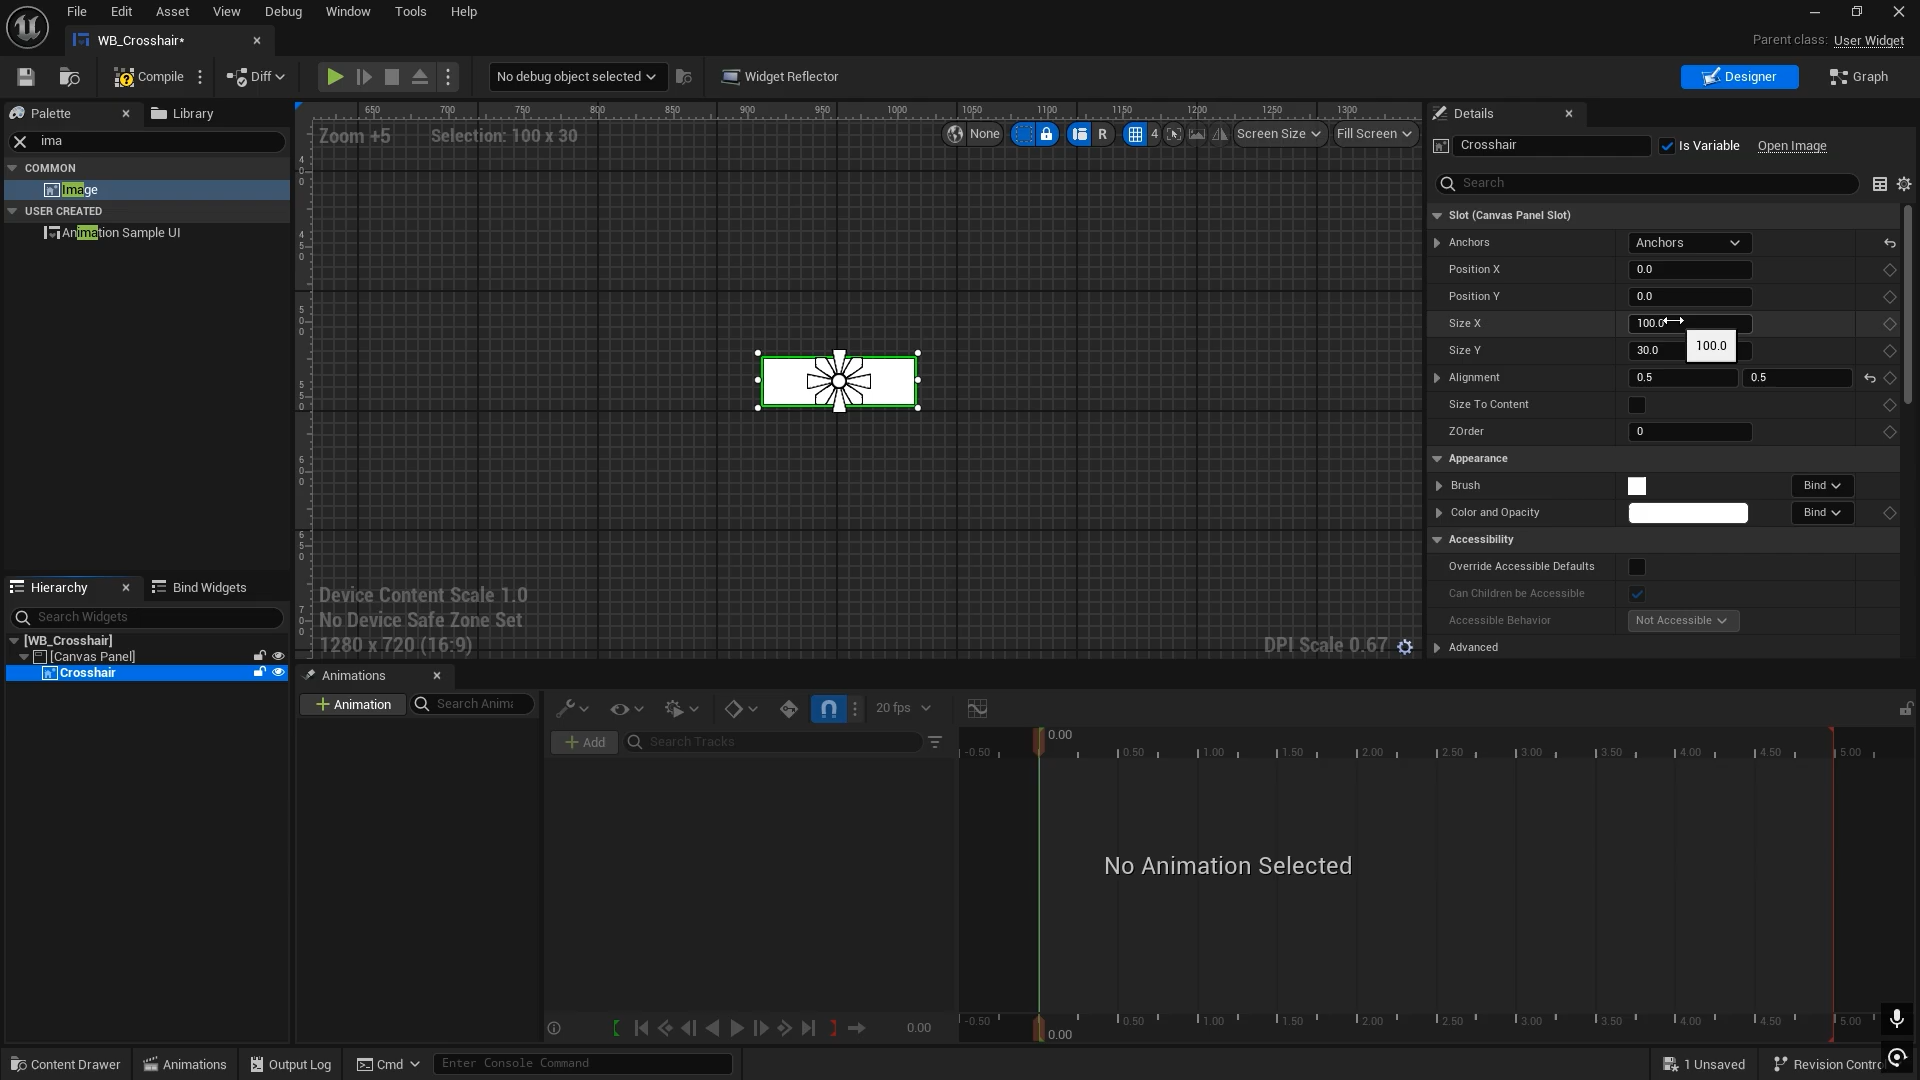 File Edit Asset View Debug Window Tools Help
WB_Crosshair*
Parent class: User Widget
Compile
Diff
No debug object selected
Widget Reflector
Designer
Graph
Palette
Library
ima
COMMON
Image
USER CREATED
Animation Sample UI
Hierarchy
Bind Widgets
Search Widgets
[WB_Crosshair]
[Canvas Panel]
Crosshair
650 700 750 800 850 900 950 1000 1050 1100 1150 1200 1250 1300
Zoom +5
Selection: 100 x 30
None
R
4
Screen Size
Fill Screen
Device Content Scale 1.0
No Device Safe Zone Set
1280 x 720 (16:9)
DPI Scale 0.67
Details
Crosshair
Is Variable
Open Image
Search
Slot (Canvas Panel Slot)
Anchors Anchors
Position X 0.0
Position Y 0.0
Size X 100.0
100.0
Size Y 30.0
Alignment 0.5 0.5
Size To Content
ZOrder 0
Appearance
Brush Bind
Color and Opacity Bind
Accessibility
Override Accessible Defaults
Can Children be Accessible
Accessible Behavior Not Accessible
Advanced
Animations
Animation
Search Anima
20 fps
Add
Search Tracks
0.00
-0.50 0.50 1.00 1.50 2.00 2.50 3.00 3.50 4.00 4.50 5.00
No Animation Selected
0.00
-0.50 0.50 1.00 1.50 2.00 2.50 3.00 3.50 4.00 4.50 5.00
0.00
Content Drawer
Animations
Output Log
Cmd
Enter Console Command
1 Unsaved
Revision Contro